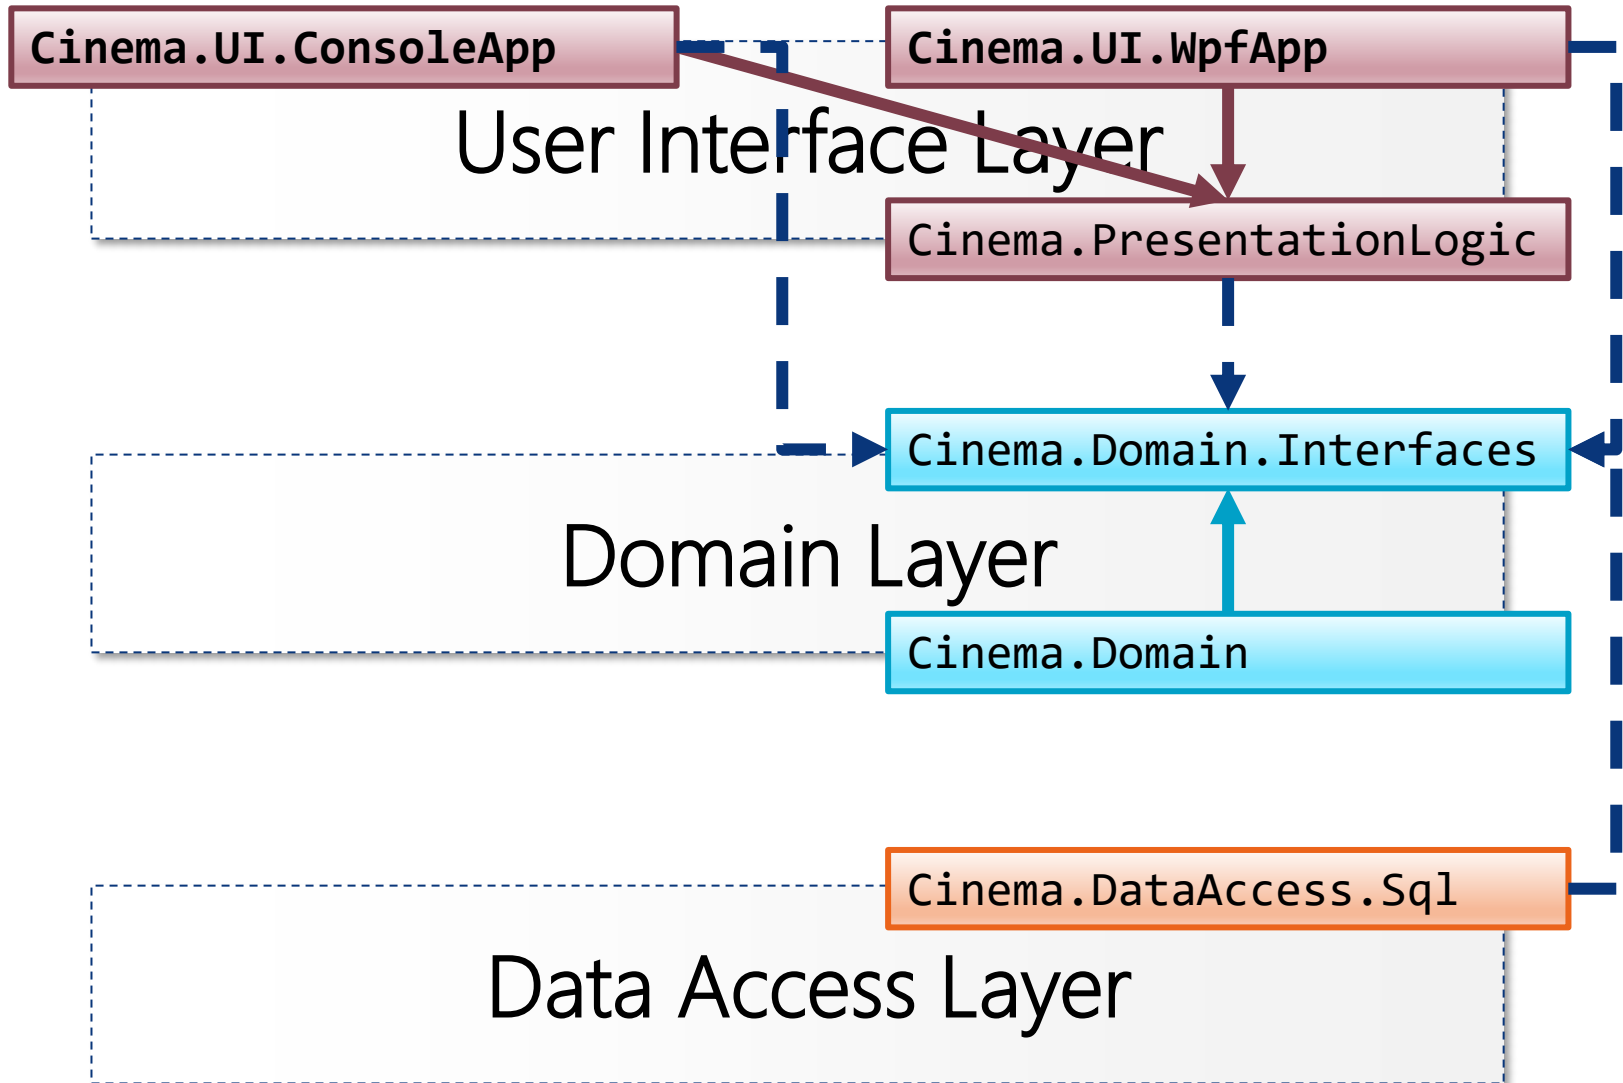 Cinema.UI.ConsoleApp
Cinema.UI.WpfApp
User Interface Layer
Cinema.PresentationLogic
Cinema.Domain.Interfaces
Domain Layer
Cinema.Domain
Cinema.DataAccess.Sql
Data Access Layer